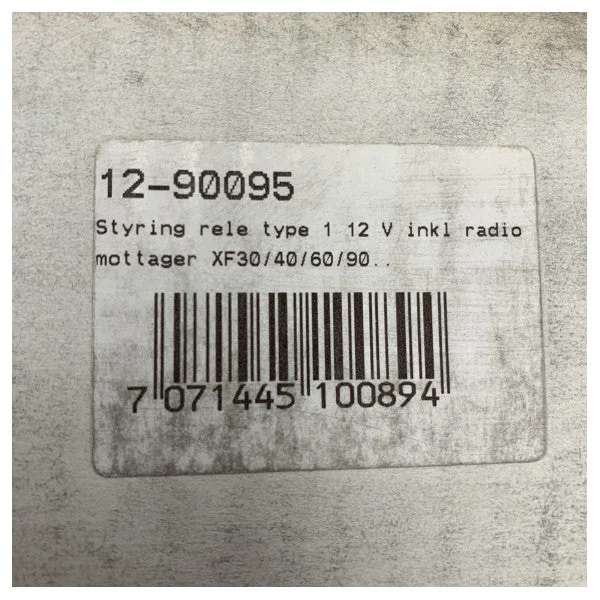 12-90095
Styring rele type 1 12 V inkl radio
mottager XF30/40/60/90..
7 071445 100894